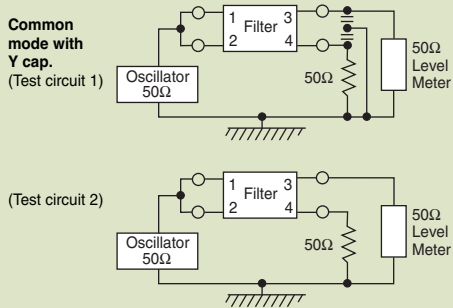 Common
mode with
Y cap.
(Test circuit 1)
1 Filter 3
2 4
Oscillator
50Ω
50Ω
50Ω
Level
Meter
(Test circuit 2)
1 Filter 3
2 4
Oscillator
50Ω
50Ω
50Ω
Level
Meter